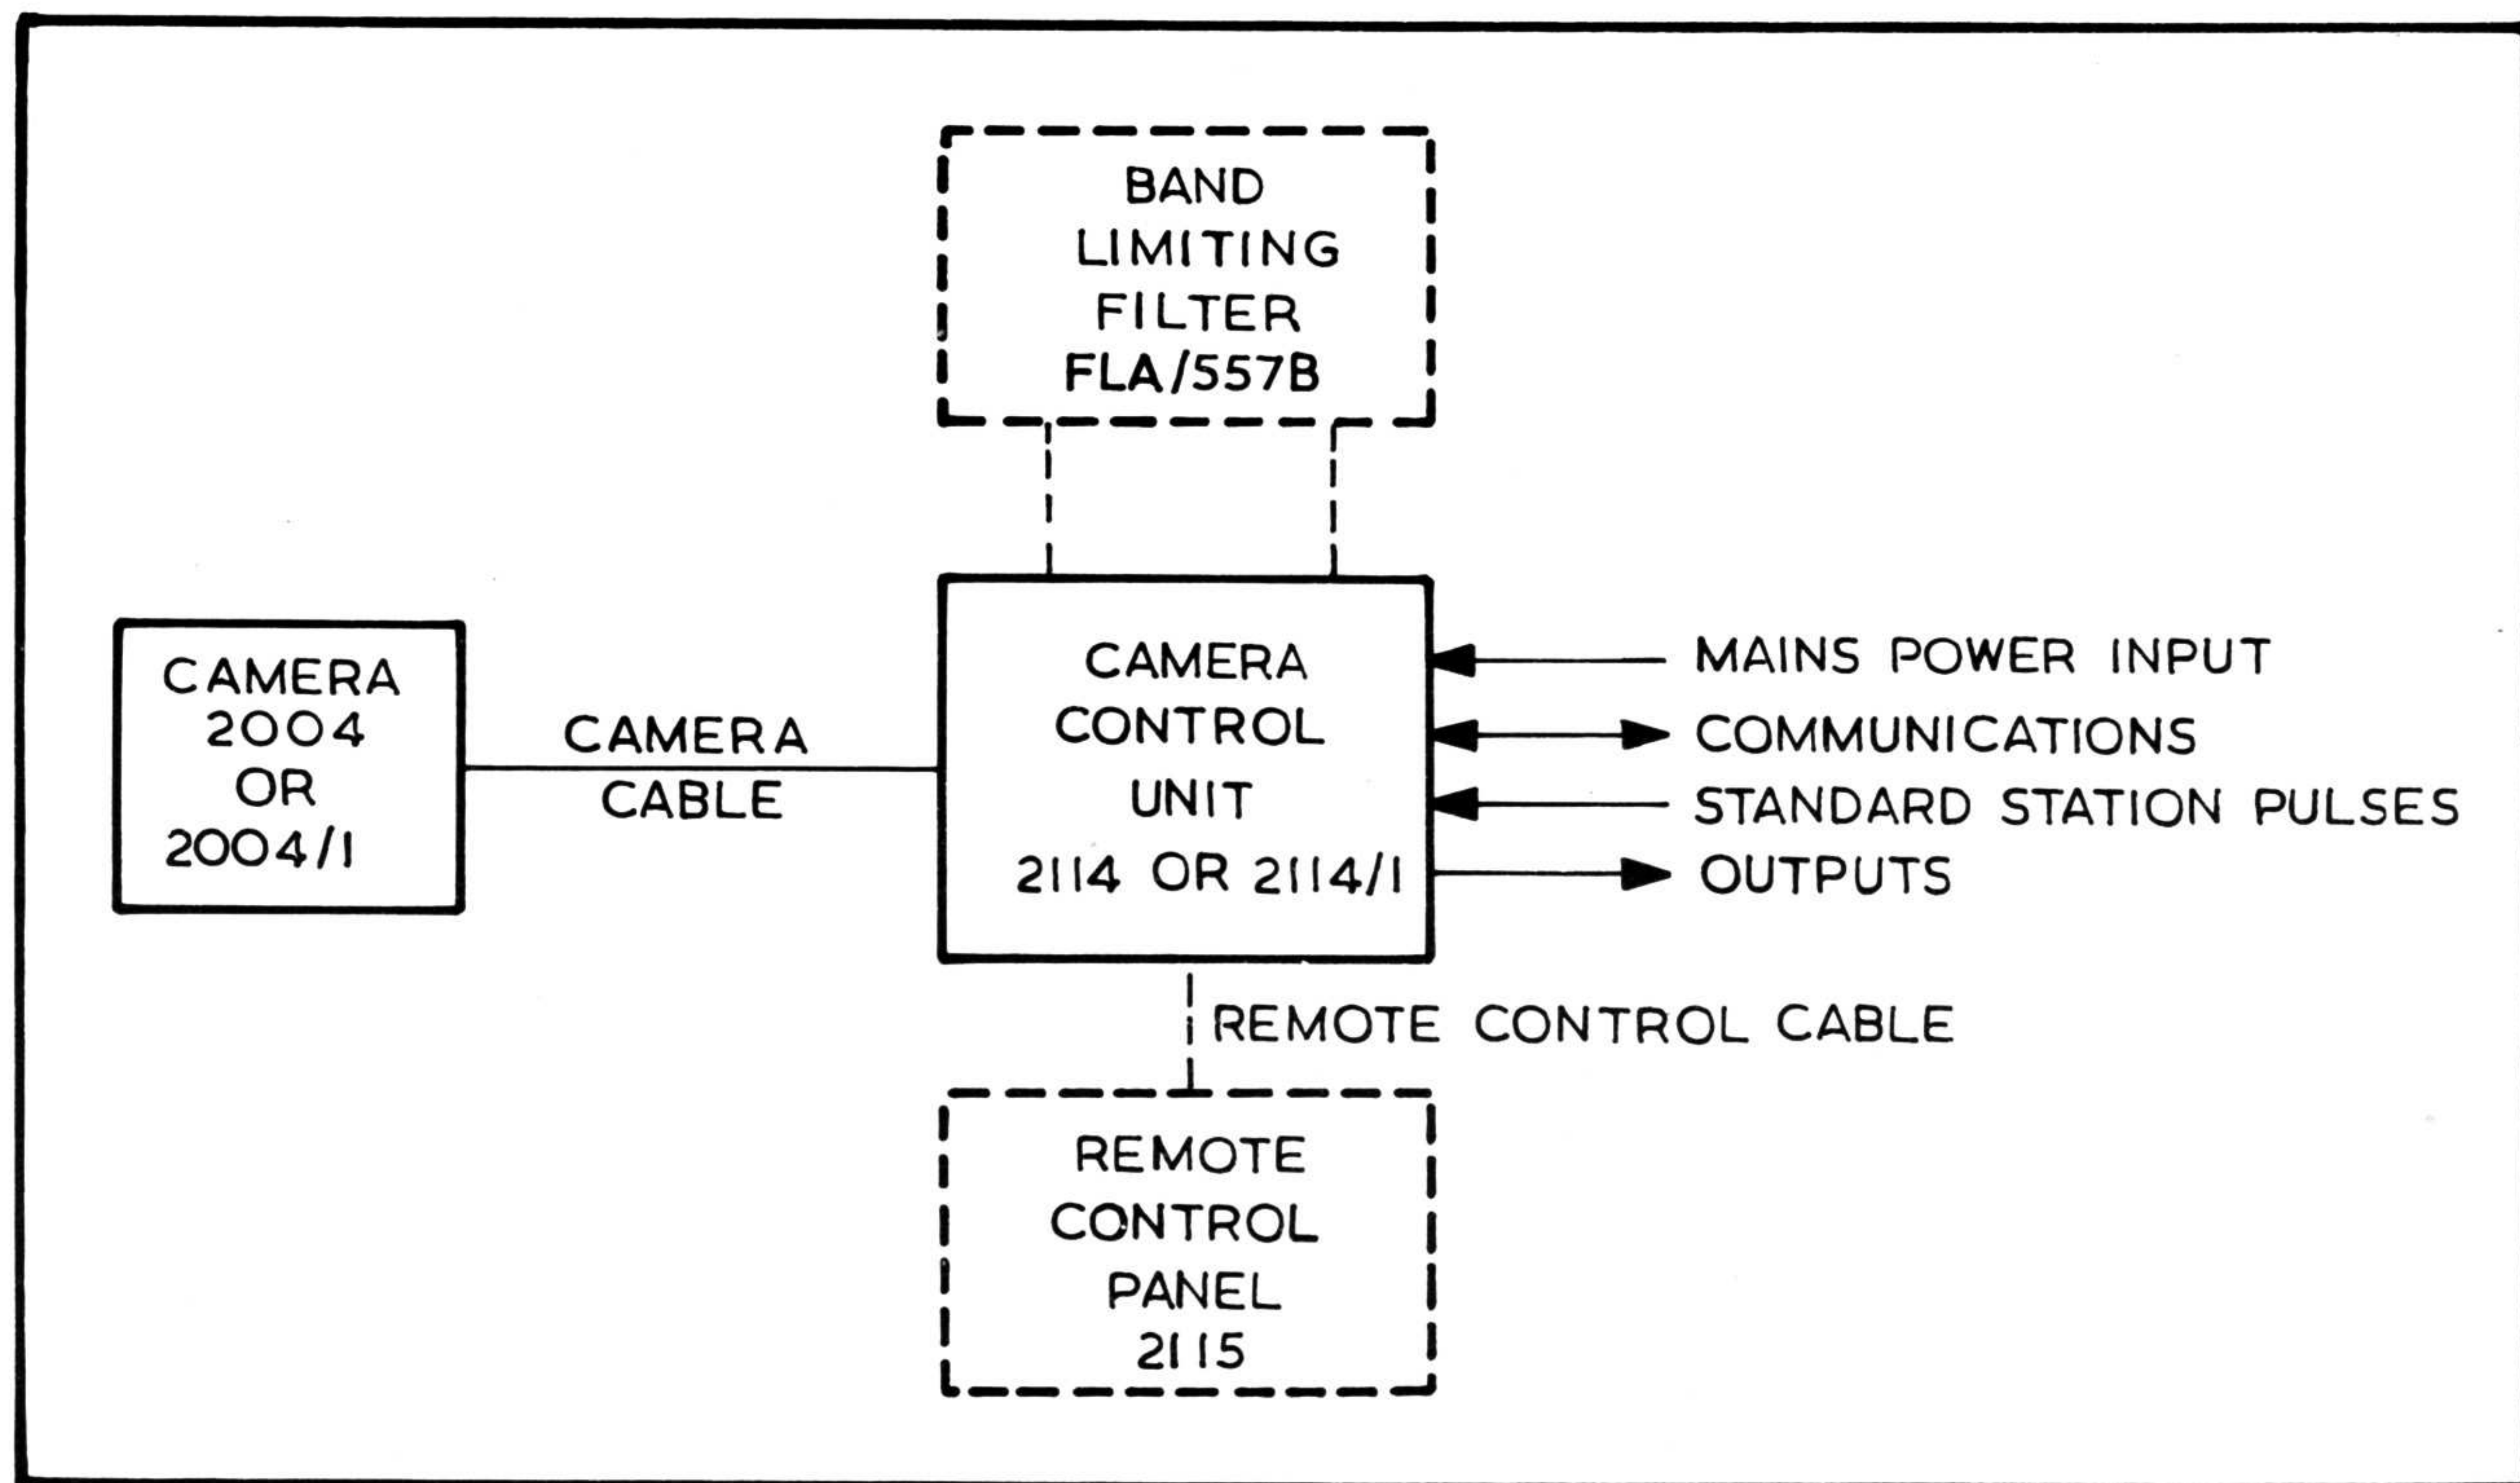 BAND
LIMITING
FILTER
FLA/557B
CAMERA
2004
OR
2004/1
CAMERA
CABLE
CAMERA
CONTROL
UNIT
2114 OR 2114/1
MAINS POWER INPUT
COMMUNICATIONS
STANDARD STATION PULSES
OUTPUTS
REMOTE CONTROL CABLE
REMOTE
CONTROL
PANEL
2115